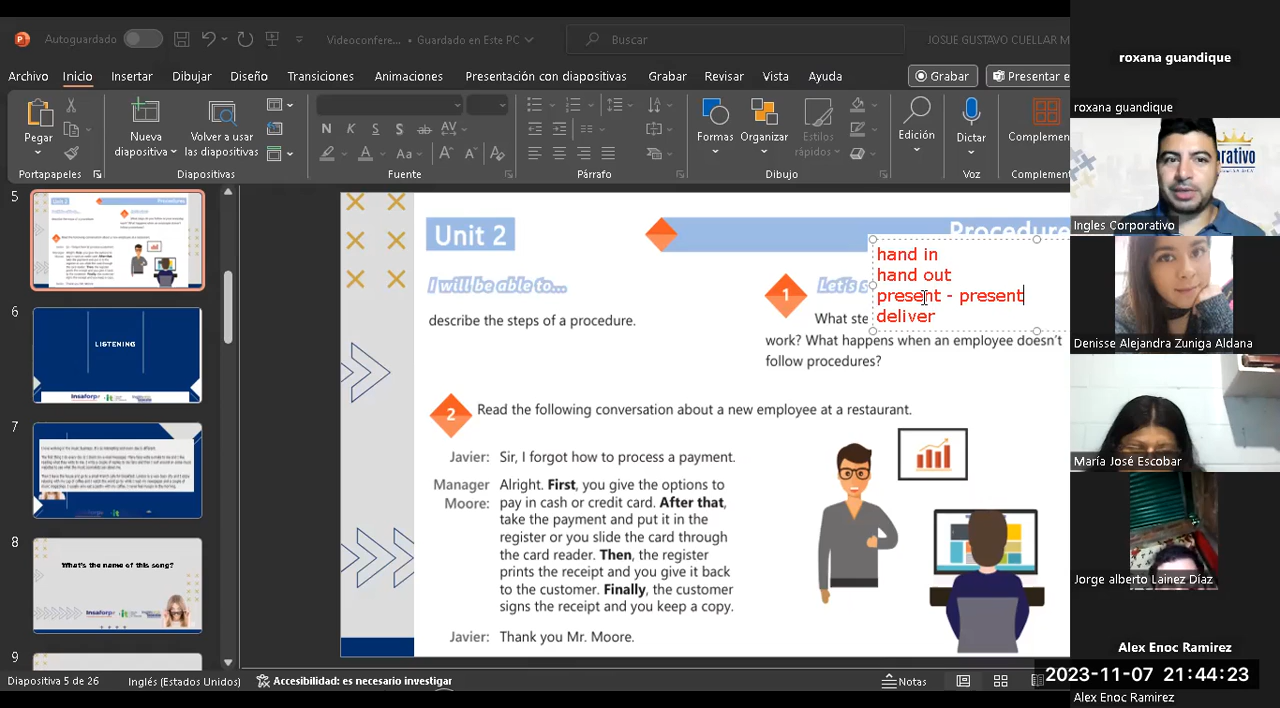 Autoguardado
Videoconfere... • Guardado en Este PC
Buscar
JOSUE GUSTAVO CUELLAR M
Archivo Inicio Insertar Dibujar Diseño Transiciones Animaciones Presentación con diapositivas Grabar Revisar Vista Ayuda
Grabar
Presentar e
Pegar
Nueva diapositiva
Volver a usar las diapositivas
Formas
Organizar
Estilos rápidos
Edición
Dictar
Complemen
Portapapeles
Diapositivas
Fuente
Párrafo
Dibujo
Voz
Complement
5
6
LISTENING
7
8
What's the name of this song?
9
Unit 2
Procedure
I will be able to...
describe the steps of a procedure.
1
Let's s
What ste
work? What happens when an employee doesn't
follow procedures?
hand in
hand out
present - present
deliver
2
Read the following conversation about a new employee at a restaurant.
Javier: Sir, I forgot how to process a payment.
Manager Moore: Alright. First, you give the options to
pay in cash or credit card. After that,
take the payment and put it in the
register or you slide the card through
the card reader. Then, the register
prints the receipt and you give it back
to the customer. Finally, the customer
signs the receipt and you keep a copy.
Javier: Thank you Mr. Moore.
roxana guandique
roxana guandique
Ingles Corporativo
Denisse Alejandra Zuniga Aldana
María José Escobar
Jorge alberto Lainez Díaz
Alex Enoc Ramirez
2023-11-07 21:44:23
Alex Enoc Ramirez
Diapositiva 5 de 26
Inglés (Estados Unidos)
Accesibilidad: es necesario investigar
Notas